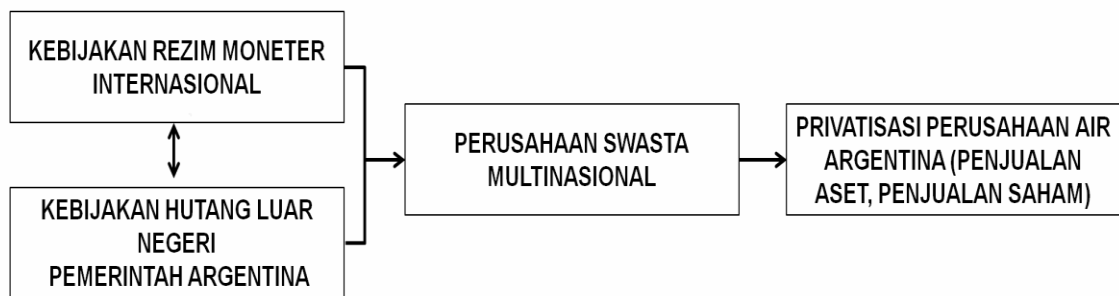 KEBIJAKAN REZIM MONETER
INTERNASIONAL
KEBIJAKAN HUTANG LUAR
NEGERI
PEMERINTAH ARGENTINA
PERUSAHAAN SWASTA
MULTINASIONAL
PRIVATISASI PERUSAHAAN AIR
ARGENTINA (PENJUALAN
ASET, PENJUALAN SAHAM)